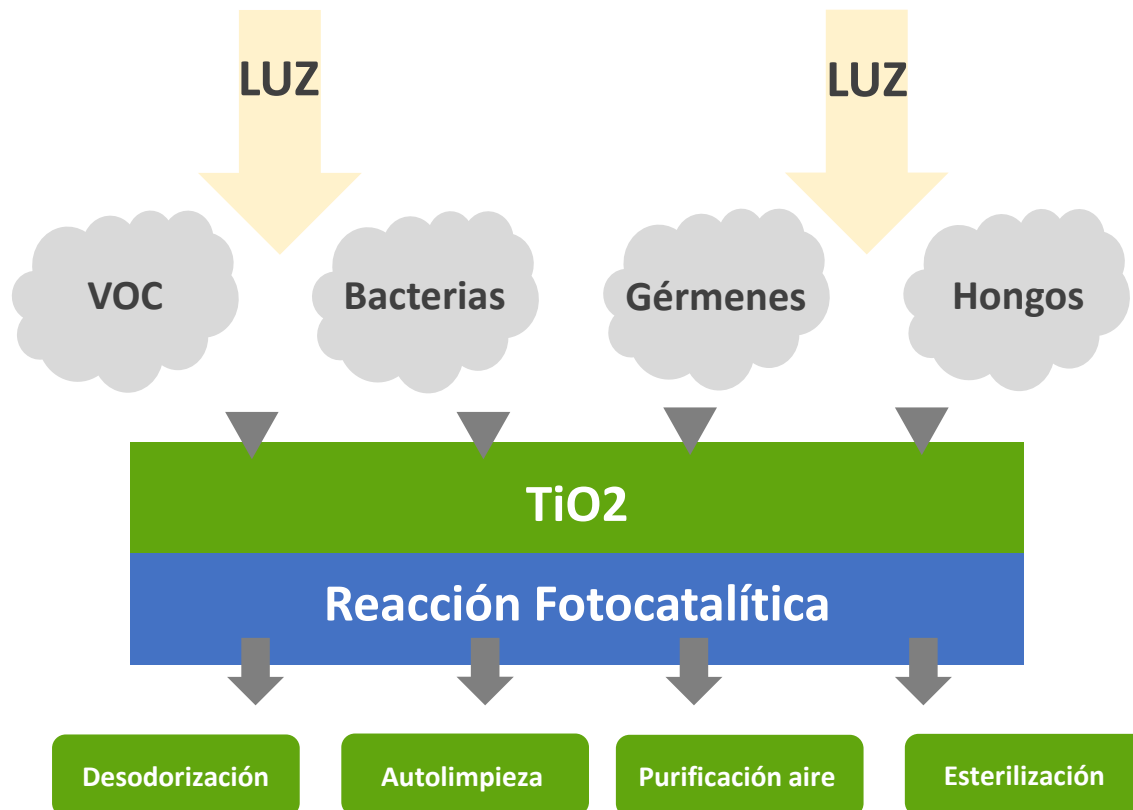 LUZ
LUZ
VOC
Bacterias
Gérmenes
Hongos
TiO2
Reacción Fotocatalítica
Desodorización
Autolimpieza
Purificación aire
Esterilización